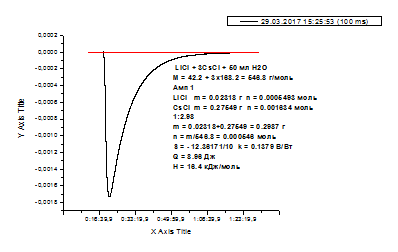 29.03.2017 15:25:53 (100 ms)
0,0002
0,0000
-0,0002
-0,0004
-0,0006
-0,0008
-0,0010
-0,0012
-0,0014
-0,0016
-0,0018
Y Axis Title
LiCl + 3CsCl + 50 мл H2O
M = 42.2 + 3x168.2 = 546.8 г/моль
Амп 1
LiCl m = 0.02318 г n = 0.0005493 моль
CsCl m = 0.27549 г n = 0.001634 моль
1:2.98
m = 0.02318+0.27549 = 0.2987 г
n = m/546.8 = 0.000546 моль
S = - 12.36171/10 k = 0.1379 В/Вт
Q = 8.96 Дж
H = 16.4 кДж/моль
0:16:39,9
0:33:19,9
0:49:59,9
1:06:39,9
1:23:19,9
X Axis Title